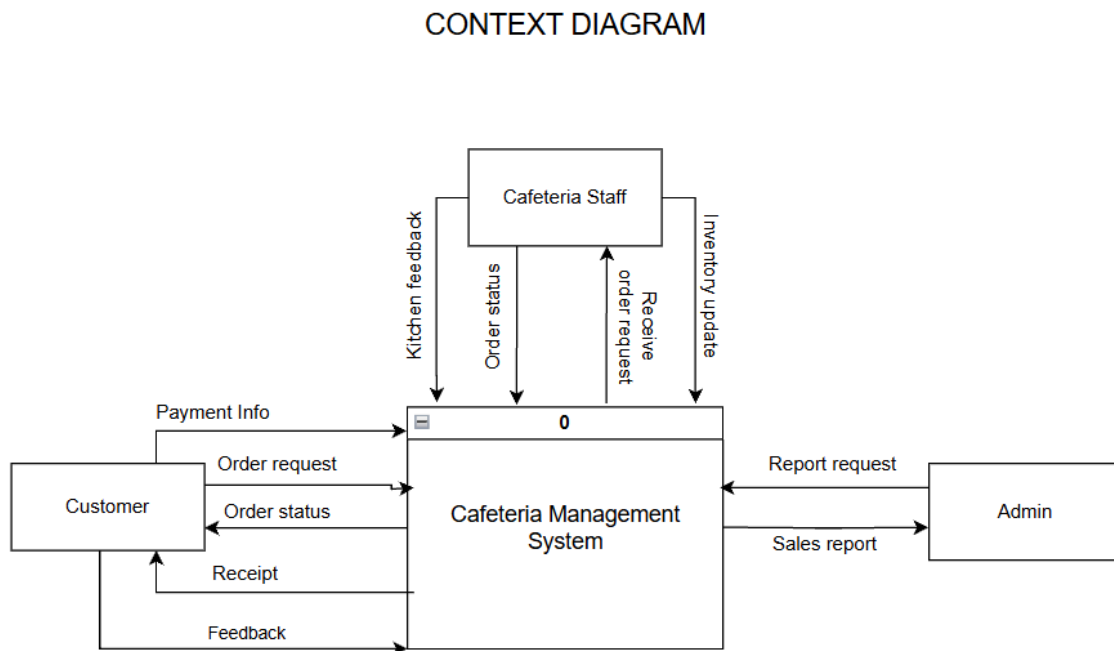 CONTEXT DIAGRAM
Cafeteria Staff
Kitchen feedback
Order status
Receive
order request
Inventory update
Payment Info
0
Order request
Report request
Customer
Order status
Cafeteria Management
System
Admin
Sales report
Receipt
Feedback